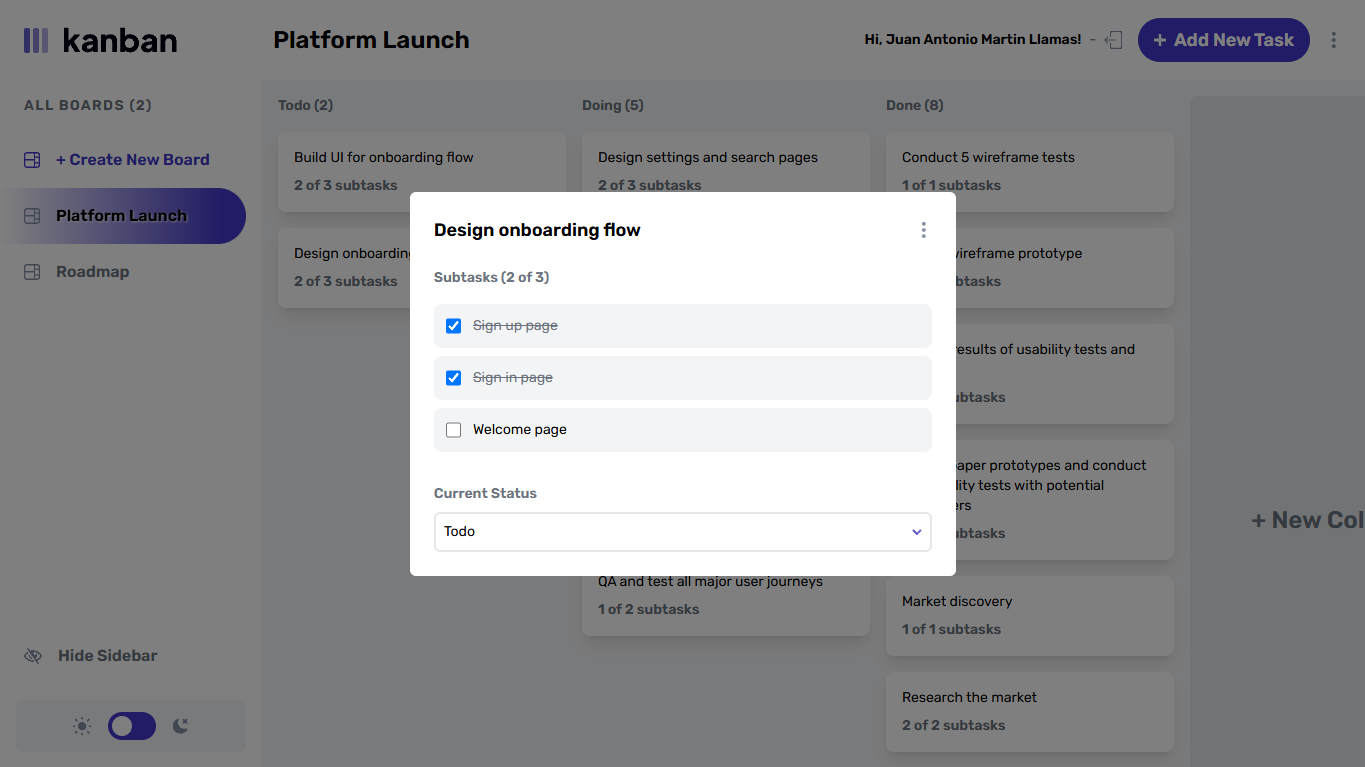 kanban
Platform Launch
Hi, Juan Antonio Martin Llamas! -
+ Add New Task
ALL BOARDS (2)
+ Create New Board
Platform Launch
Roadmap
Hide Sidebar
Todo (2)
Build UI for onboarding flow
2 of 3 subtasks
Design onboarding
2 of 3 subtasks
Doing (5)
Design settings and search pages
2 of 3 subtasks
QA and test all major user journeys
1 of 2 subtasks
Done (8)
Conduct 5 wireframe tests
1 of 1 subtasks
wireframe prototype
subtasks
results of usability tests and
subtasks
paper prototypes and conduct
tests with potential
subtasks
Market discovery
1 of 1 subtasks
Research the market
2 of 2 subtasks
+ New Col
Design onboarding flow
Subtasks (2 of 3)
Sign up page
Sign in page
Welcome page
Current Status
Todo